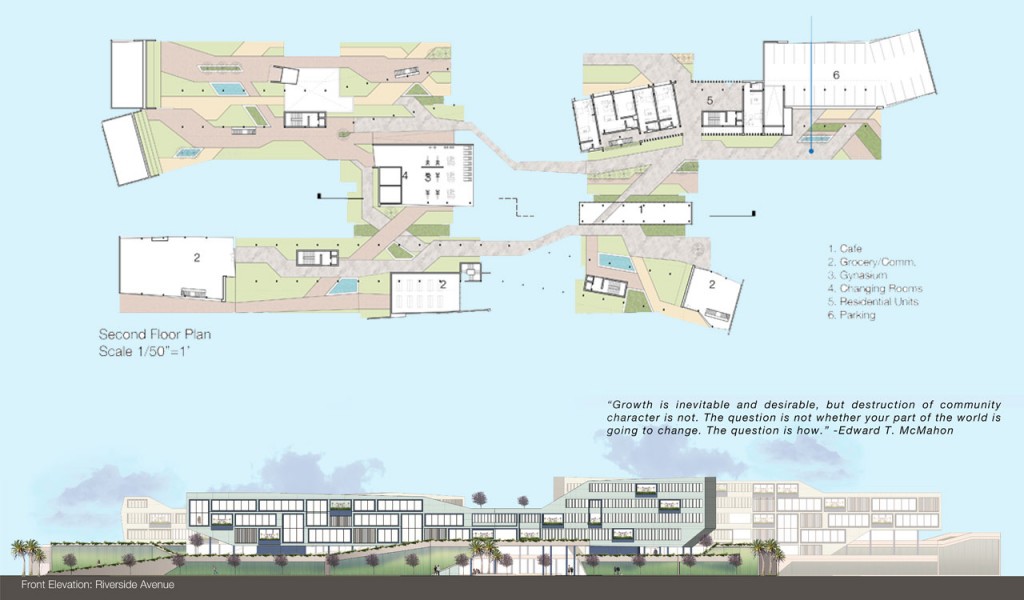 6
5
4
3
1
2
2
2
1. Cafe
2. Grocery/Comm.
3. Gynasium
4. Changing Rooms
5. Residential Units
6. Parking
Second Floor Plan
Scale 1/50"=1'
“Growth is inevitable and desirable, but destruction of community
character is not. The question is not whether your part of the world is
going to change. The question is how.” -Edward T. McMahon
Front Elevation: Riverside Avenue